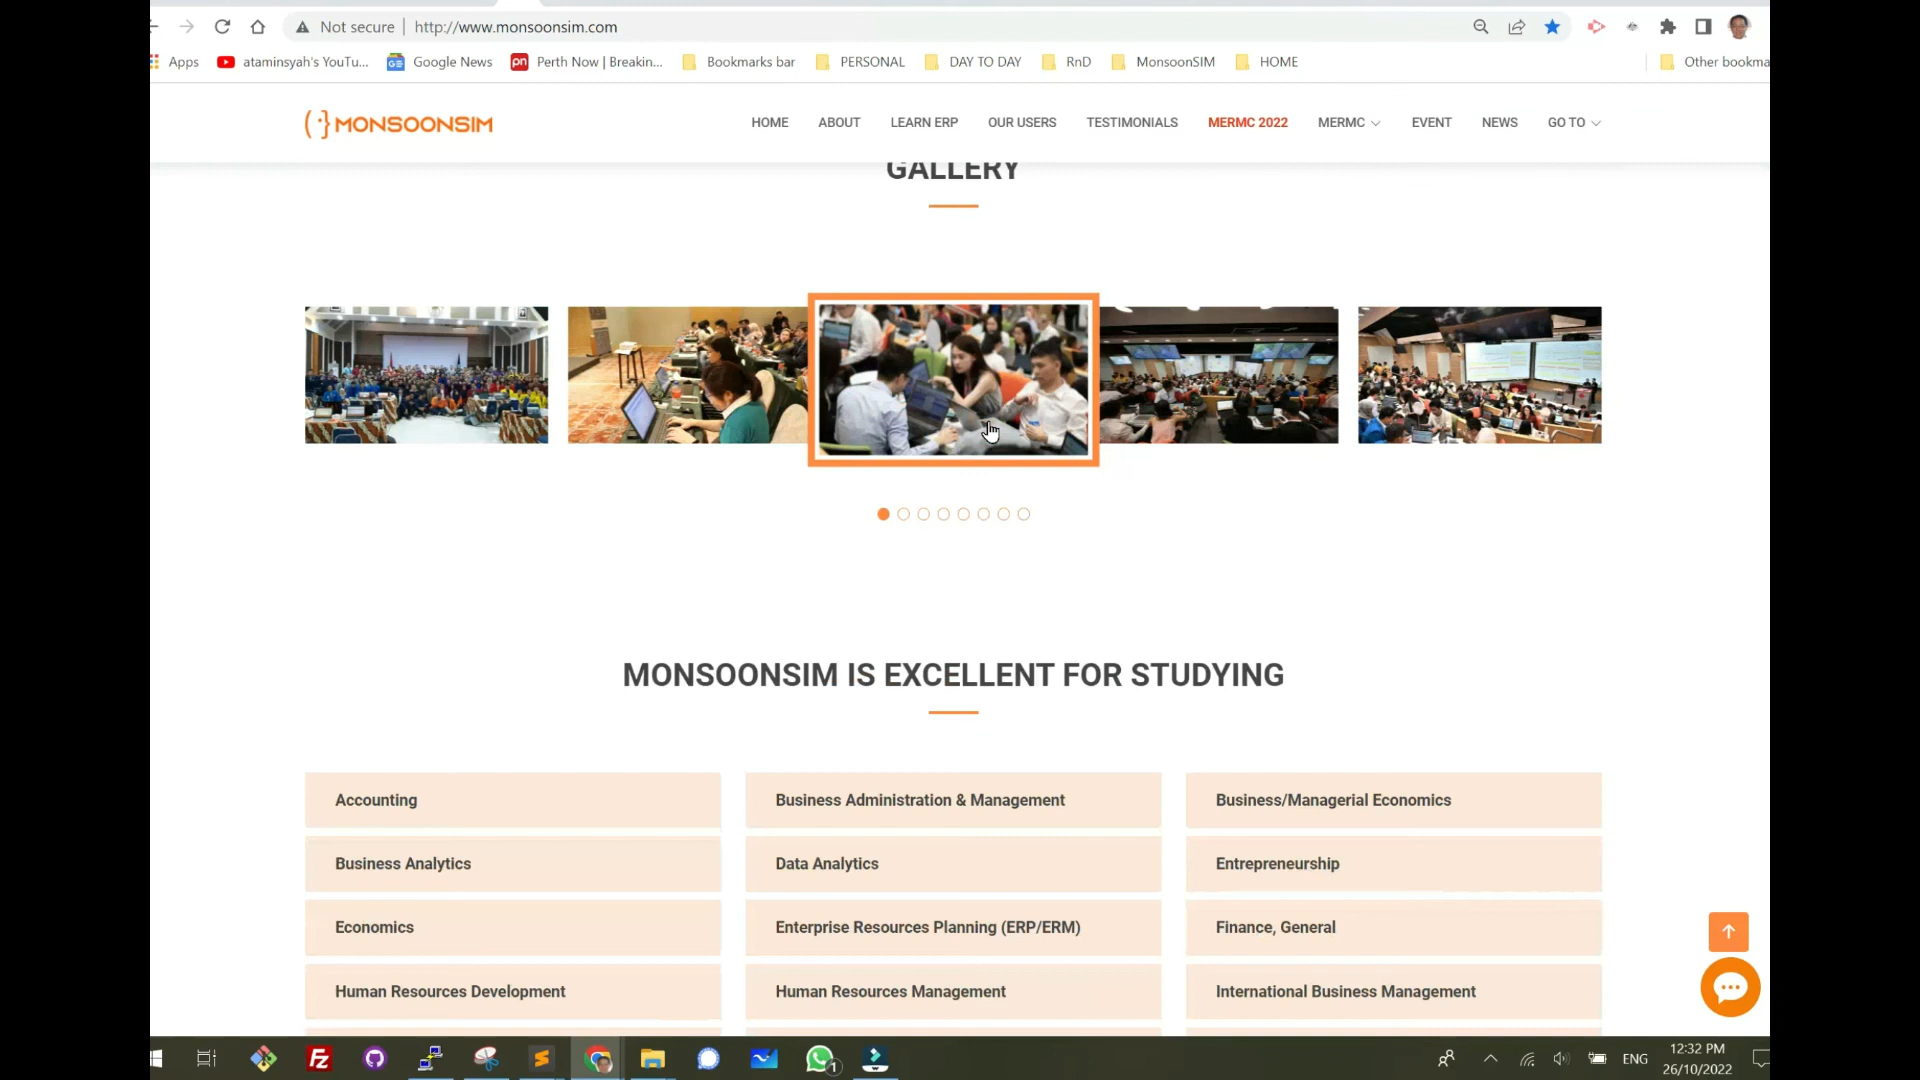 Not secure http://www.monsoonsim.com
Apps ataminsyah's YouTu... Google News Perth Now | Breakin... Bookmarks bar PERSONAL DAY TO DAY RnD MonsoonSIM HOME Other bookma
MONSOONSIM HOME ABOUT LEARN ERP OUR USERS TESTIMONIALS MERMC 2022 MERMC EVENT NEWS GO TO
GALLERY
MONSOONSIM IS EXCELLENT FOR STUDYING
Accounting Business Administration & Management Business/Managerial Economics
Business Analytics Data Analytics Entrepreneurship
Economics Enterprise Resources Planning (ERP/ERM) Finance, General
Human Resources Development Human Resources Management International Business Management
ENG 12:32 PM
26/10/2022